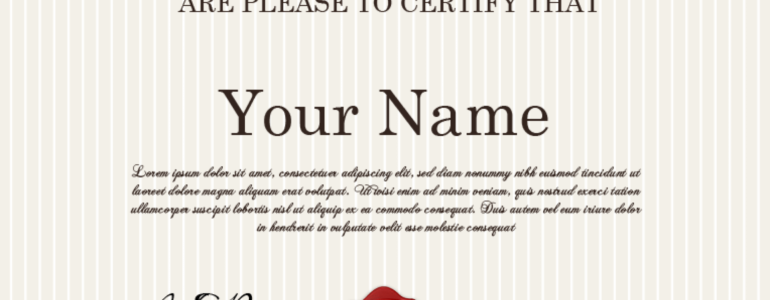 ARE PLEASE TO CERTIFY THAT
Your Name
Lorem ipsum dolor sit amet, consectetuer adipiscing elit, sed diam nonummy nibh euismod tincidunt ut
laoreet dolore magna aliquam erat volutpat. Ut wisi enim ad minim veniam, quis nostrud exerci tation
ullamcorper suscipit lobortis nisl ut aliquip ex ea commodo consequat. Duis autem vel eum iriure dolor
in hendrerit in vulputate velit esse molestie consequat